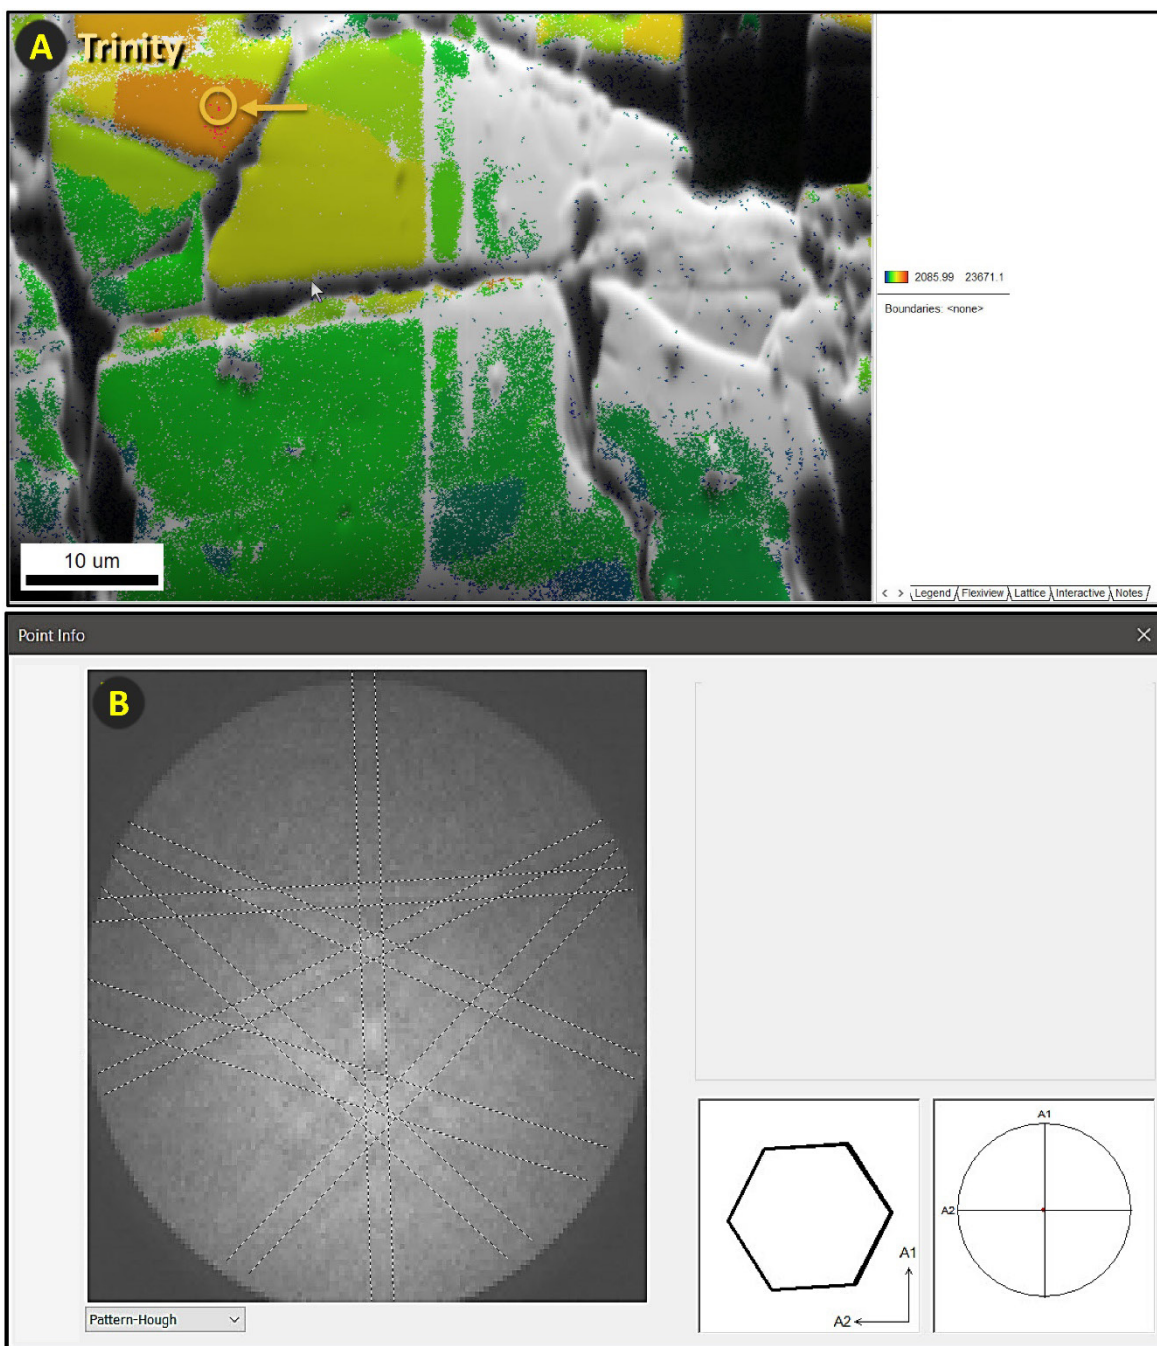 A Trinity
2085.99 23671.1
Boundaries: <none>
10 um
< > Legend Flexiview Lattice Interactive Notes
Point Info
B
Pattern-Hough
A1
A2
A1
A2